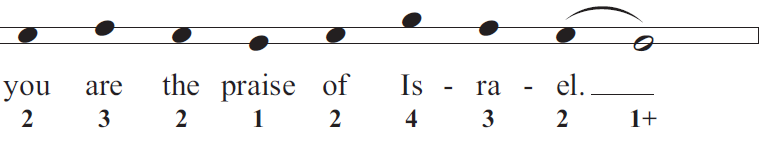 you are the praise of Is - ra - el.
2 3 2 1 2 4 3 2 1+